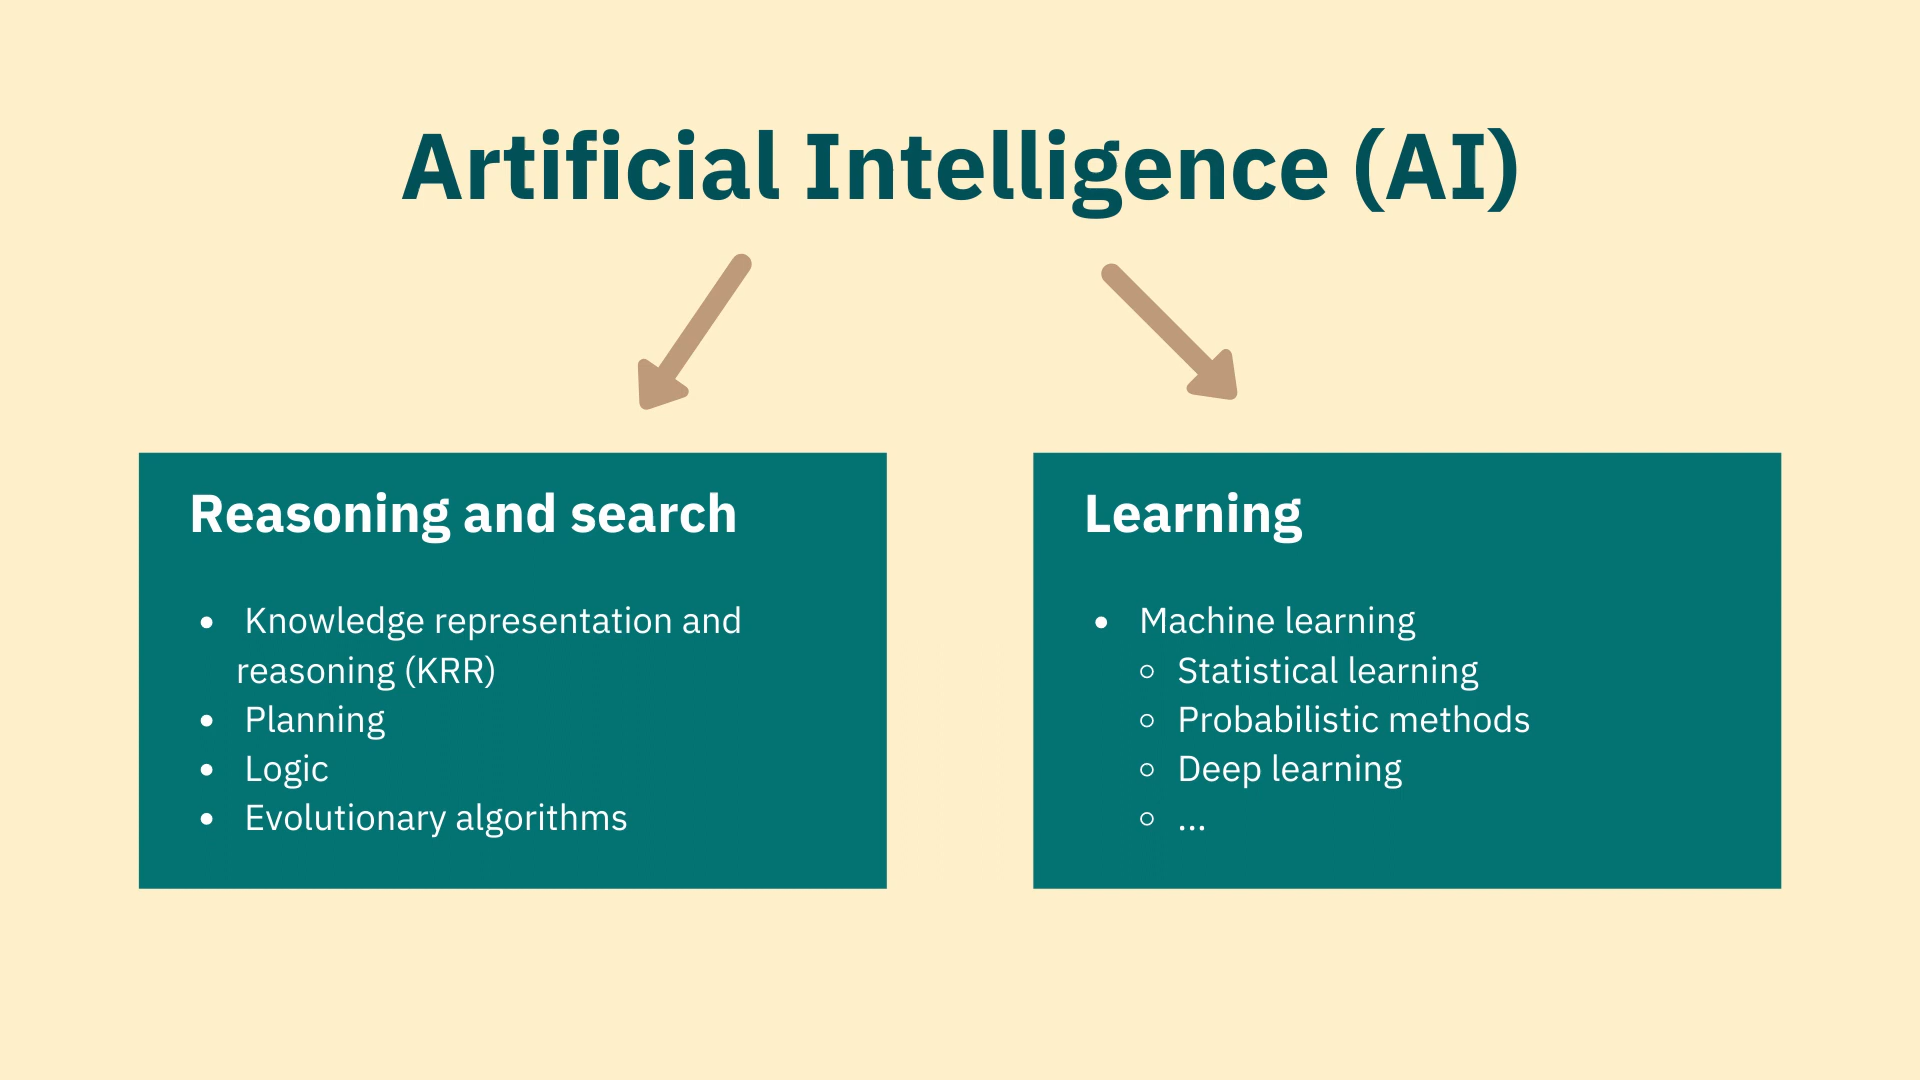 Artificial Intelligence (AI)
Reasoning and search
• Knowledge representation and
reasoning (KRR)
• Planning
• Logic
• Evolutionary algorithms
Learning
• Machine learning
○ Statistical learning
○ Probabilistic methods
○ Deep learning
○ ...